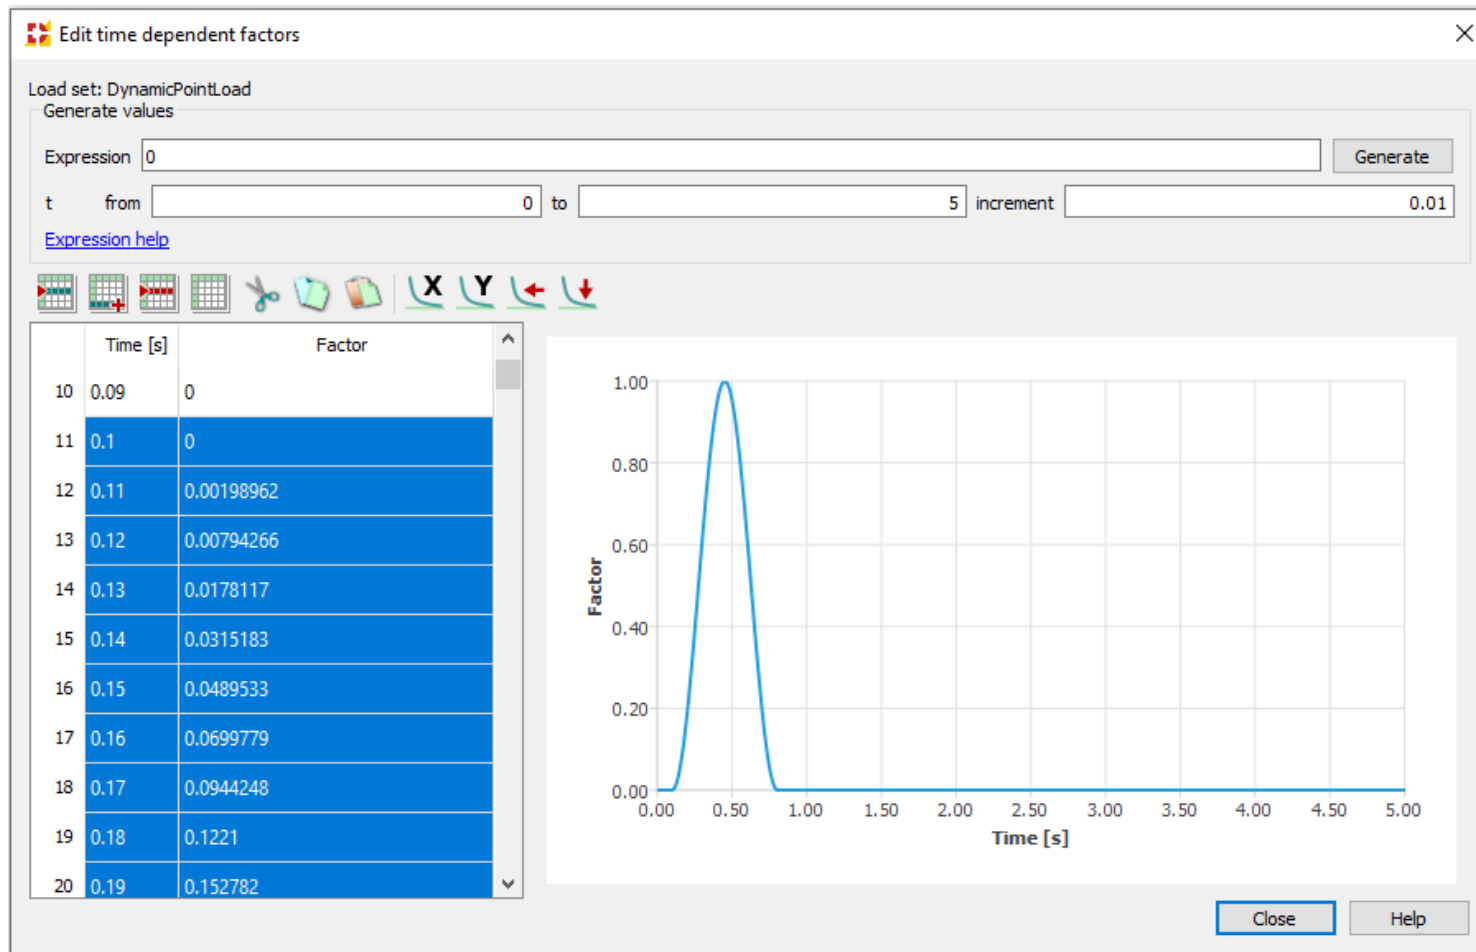 Edit time dependent factors
Load set: DynamicPointLoad
Generate values
Expression 0 Generate
t from 0 to 5 increment 0.01
Expression help
X Y
Time [s] Factor
10 0.09 0
11 0.1 0
12 0.11 0.00198962
13 0.12 0.00794266
14 0.13 0.0178117
15 0.14 0.0315183
16 0.15 0.0489533
17 0.16 0.0699779
18 0.17 0.0944248
19 0.18 0.1221
20 0.19 0.152782
1.00
0.80
0.60
0.40
0.20
0.00
Factor
0.00 0.50 1.00 1.50 2.00 2.50 3.00 3.50 4.00 4.50 5.00
Time [s]
Close Help